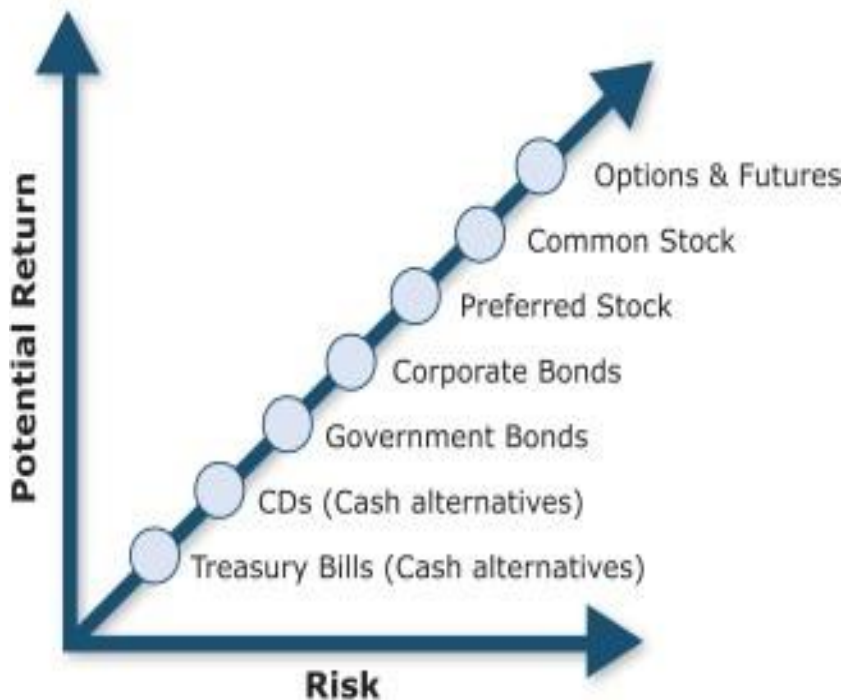 Potential Return
Options & Futures
Common Stock
Preferred Stock
Corporate Bonds
Government Bonds
CDs (Cash alternatives)
Treasury Bills (Cash alternatives)
Risk